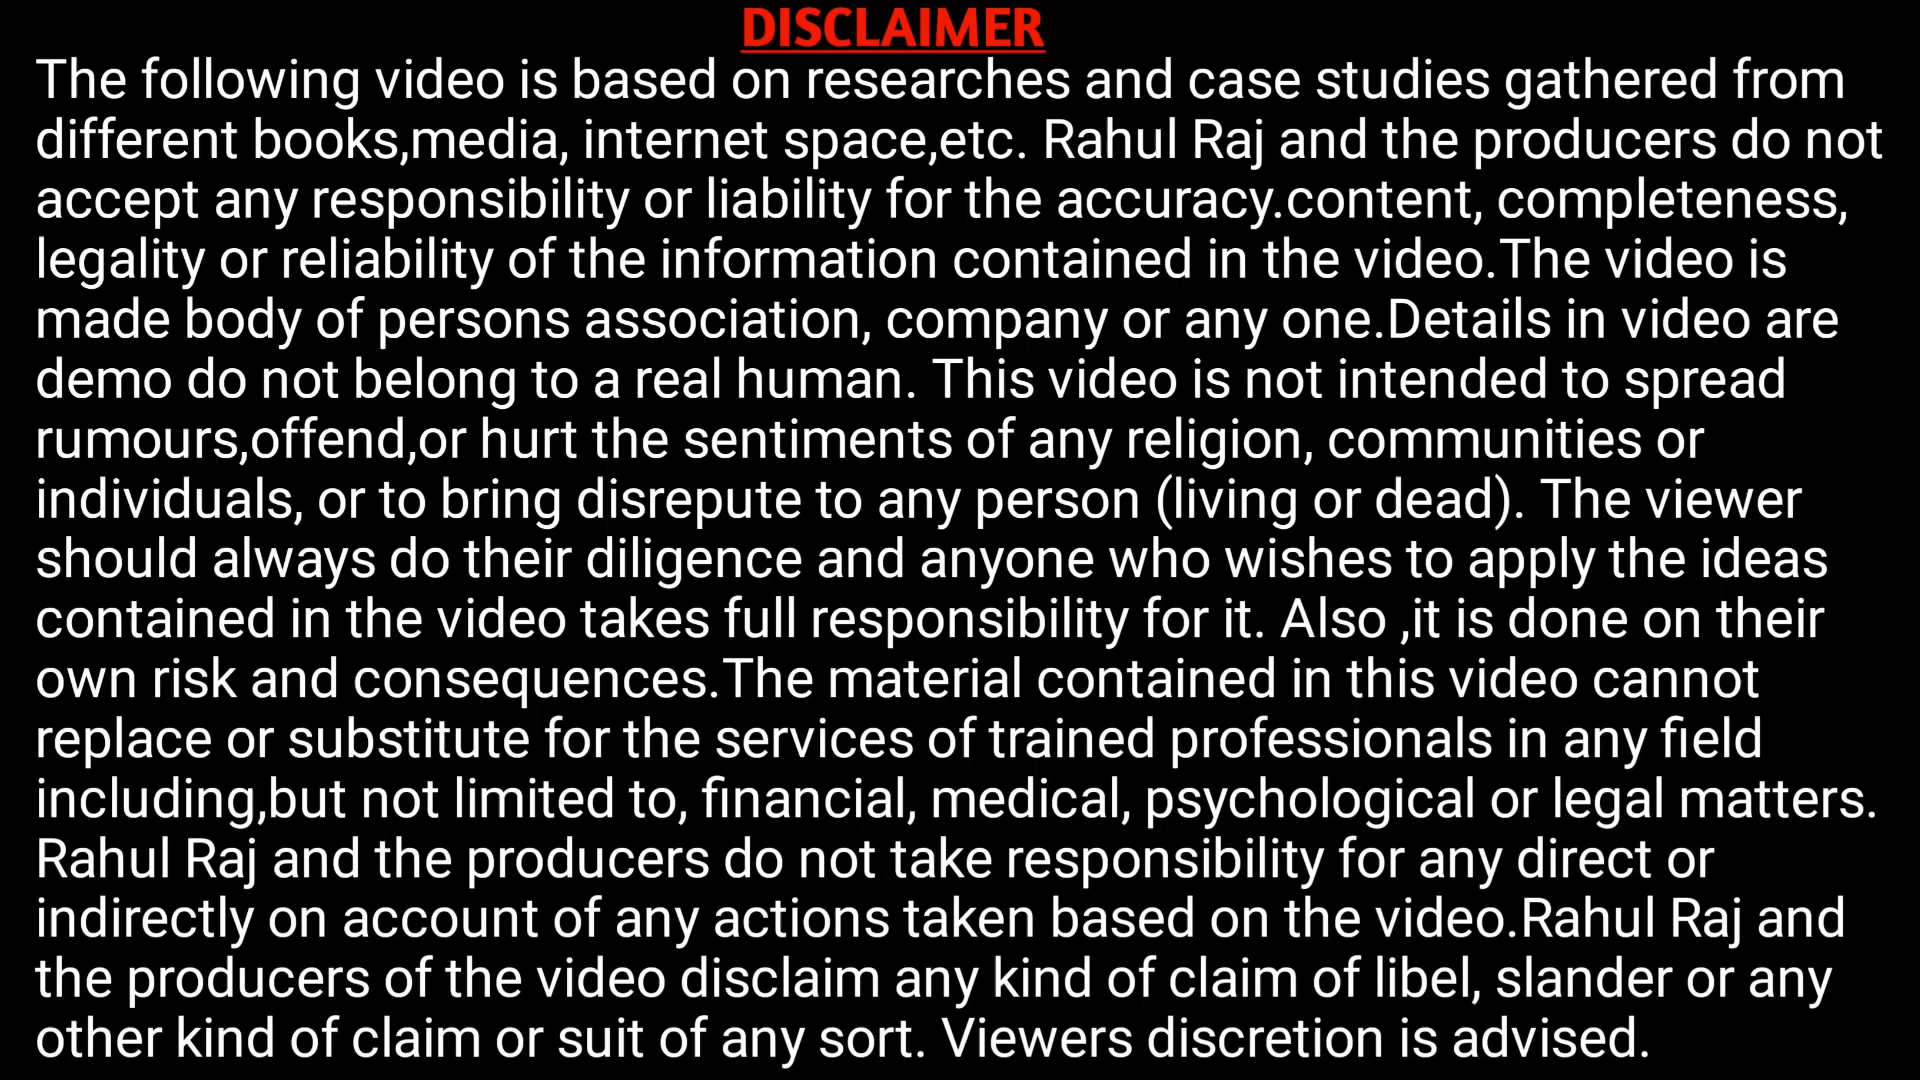 DISCLAIMER
The following video is based on researches and case studies gathered from
different books,media, internet space,etc. Rahul Raj and the producers do not
accept any responsibility or liability for the accuracy.content, completeness,
legality or reliability of the information contained in the video.The video is
made body of persons association, company or any one.Details in video are
demo do not belong to a real human. This video is not intended to spread
rumours,offend,or hurt the sentiments of any religion, communities or
individuals, or to bring disrepute to any person (living or dead). The viewer
should always do their diligence and anyone who wishes to apply the ideas
contained in the video takes full responsibility for it. Also ,it is done on their
own risk and consequences.The material contained in this video cannot
replace or substitute for the services of trained professionals in any field
including,but not limited to, financial, medical, psychological or legal matters.
Rahul Raj and the producers do not take responsibility for any direct or
indirectly on account of any actions taken based on the video.Rahul Raj and
the producers of the video disclaim any kind of claim of libel, slander or any
other kind of claim or suit of any sort. Viewers discretion is advised.